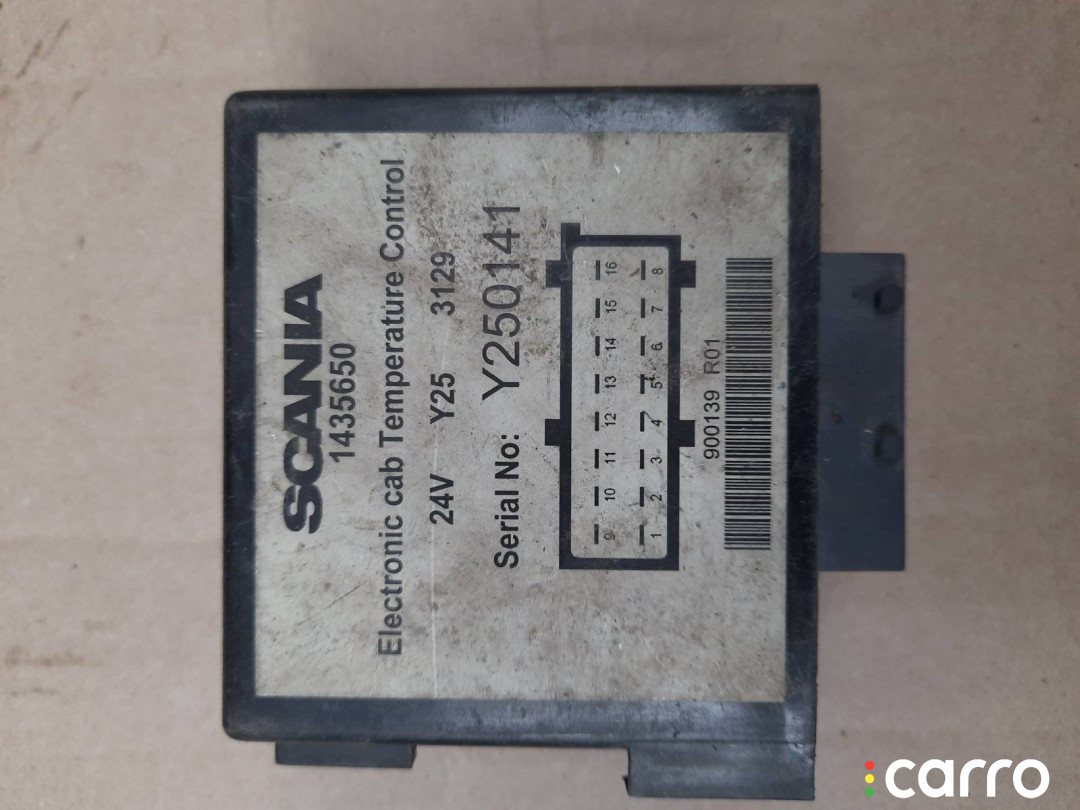 SCANIA
1435650
Electronic cab Temperature Control
24V Y25 3129
Serial No: Y250141
9 10 11 12 13 14 15 16
1 2 3 4 5 6 7 8
900139 R01
carro